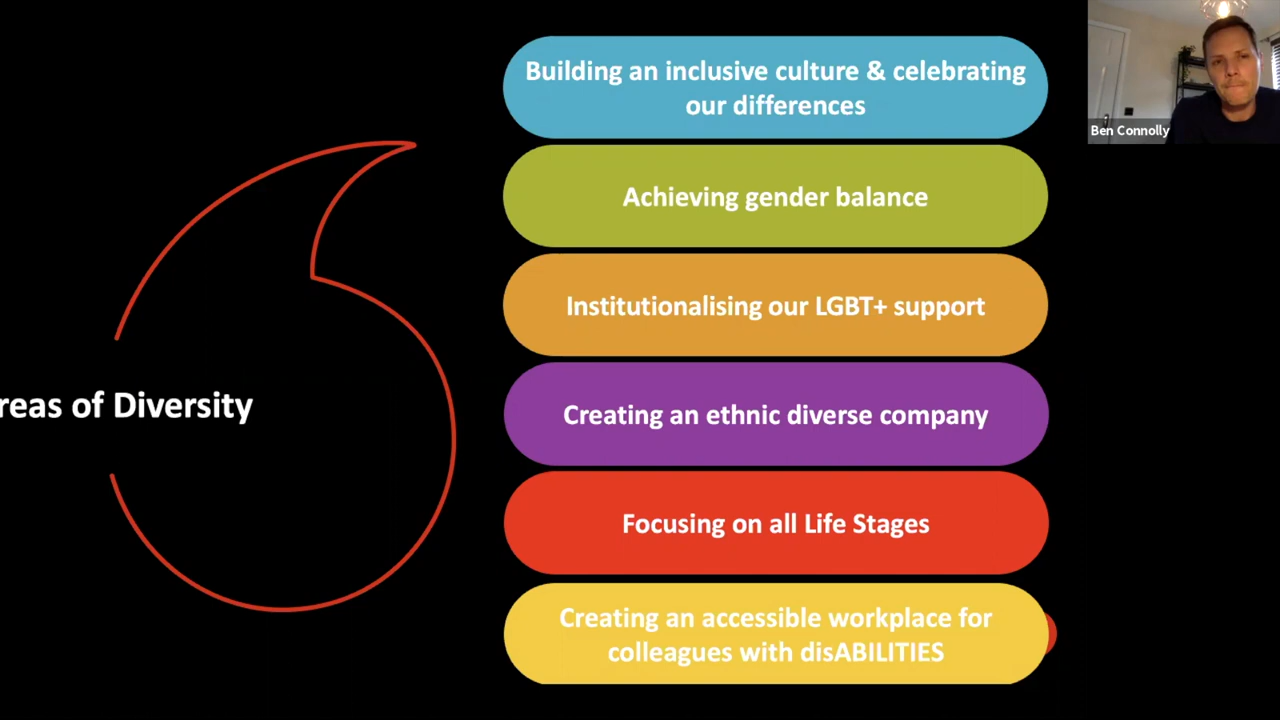 Building an inclusive culture & celebrating
our differences
Achieving gender balance
Institutionalising our LGBT+ support
Creating an ethnic diverse company
Focusing on all Life Stages
Creating an accessible workplace for
colleagues with disABILITIES
reas of Diversity
Ben Connolly